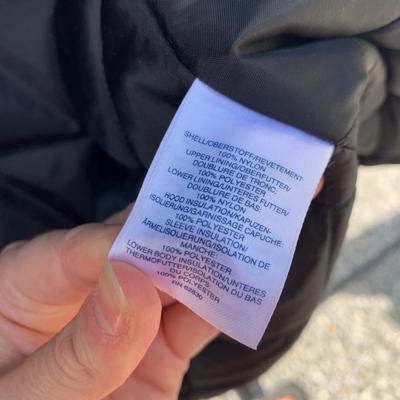 SHELL/OBERSTOFF/REVETEMENT:
100% NYLON
UPPER LINING/OBERFUTTER/
DOUBLURE DE TRONC:
100% POLYESTER
LOWER LINING/UNTERES FUTTER/
DOUBLURE DE BAS:
100% NYLON
HOOD INSULATION/KAPUZEN-
ISOLIERUNG/GARNISSAGE CAPUCHE:
100% POLYESTER
SLEEVE INSULATION/
ÄRMELISOLIERUNG/ISOLATION DE
MANCHE:
100% POLYESTER
LOWER BODY INSULATION/UNTERES
THERMOFUTTER/ISOLATION DU BAS
DU CORPS:
100% POLYESTER
RN 62830